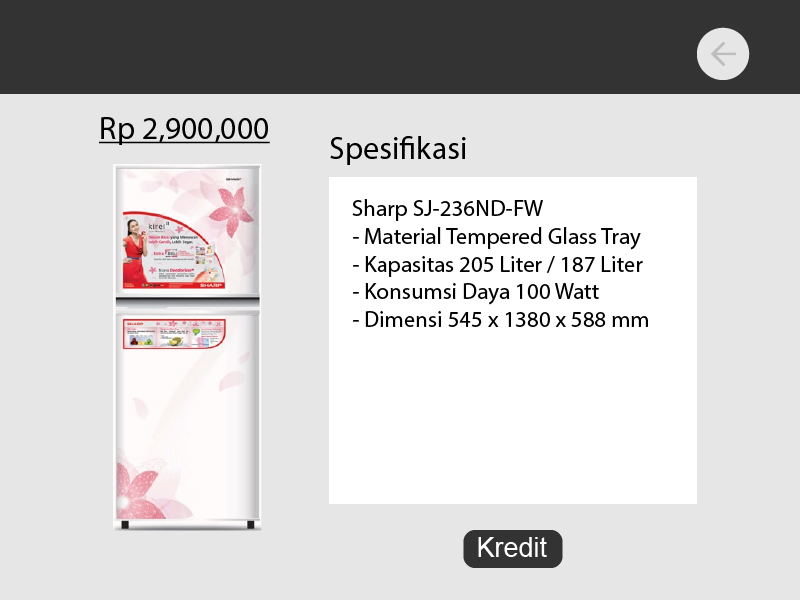 Rp 2,900,000
Spesifikasi
Sharp SJ-236ND-FW
- Material Tempered Glass Tray
- Kapasitas 205 Liter / 187 Liter
- Konsumsi Daya 100 Watt
- Dimensi 545 x 1380 x 588 mm
kirei
SHARP
SHARP
Kredit